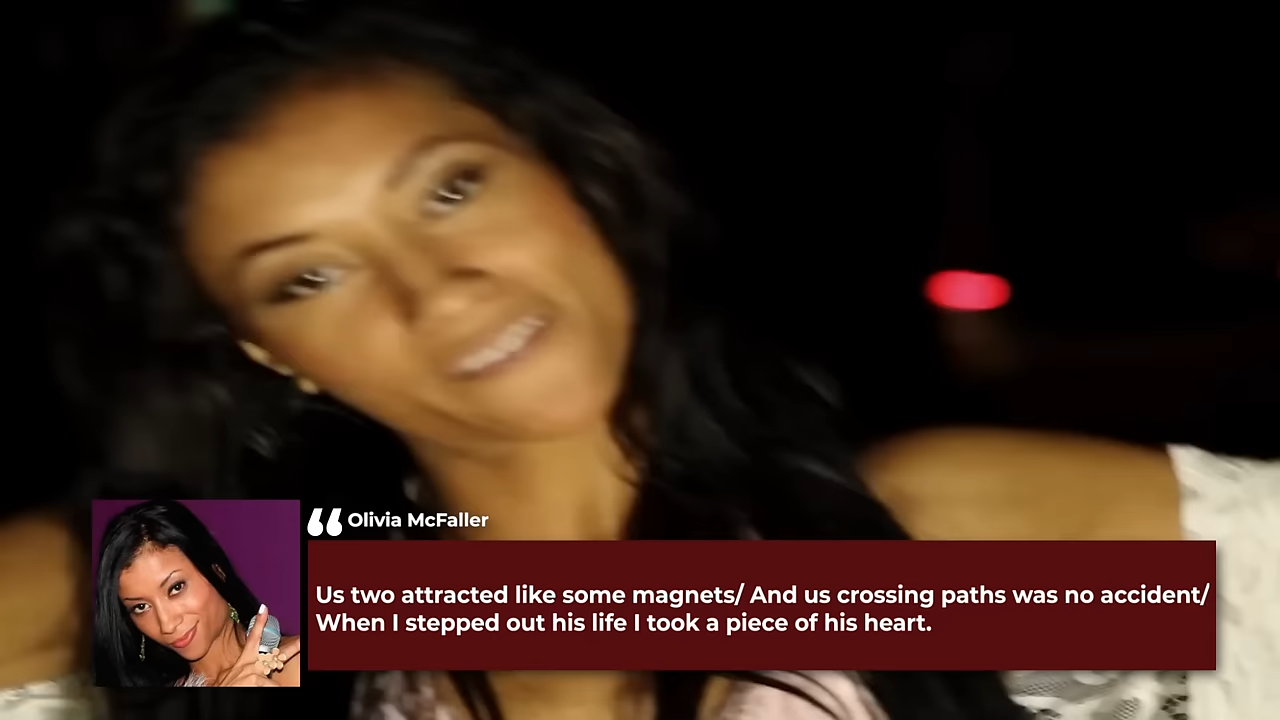 Olivia McFaller
Us two attracted like some magnets/ And us crossing paths was no accident/
When I stepped out his life I took a piece of his heart.